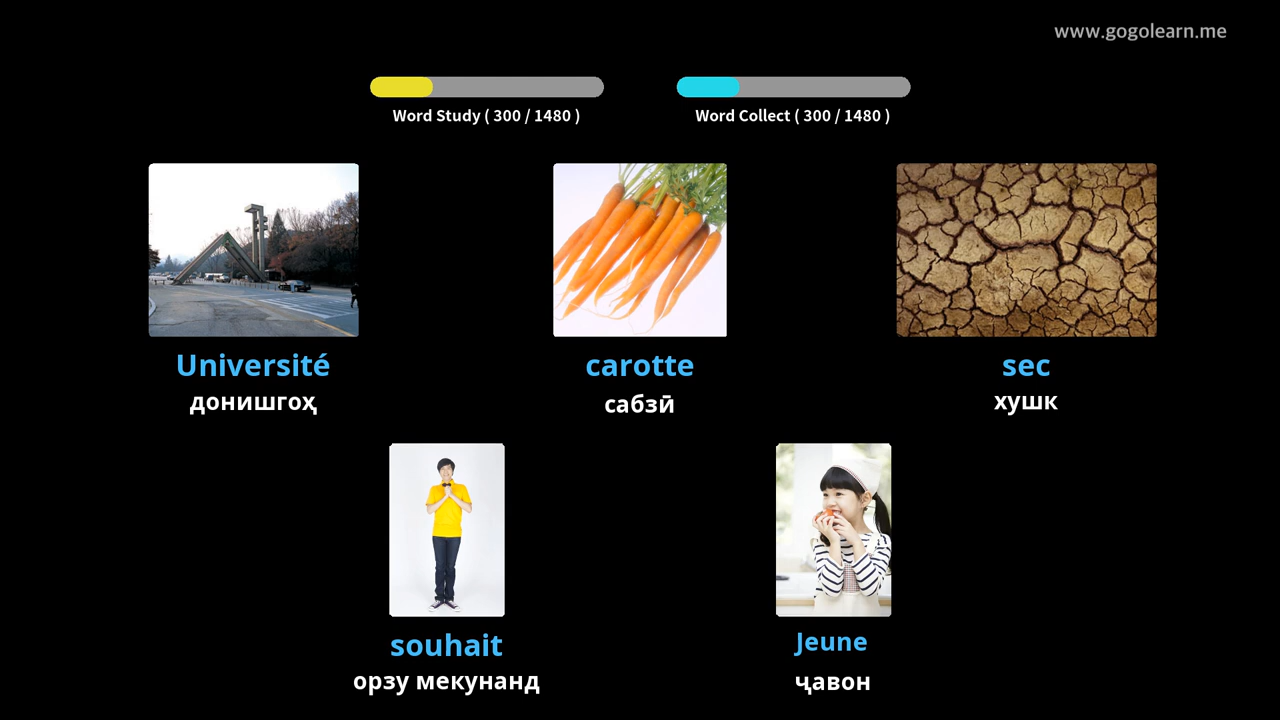 www.gogolearn.me
Word Study ( 300 / 1480 )
Word Collect ( 300 / 1480 )
Université
донишгоҳ
carotte
сабзӣ
sec
хушк
souhait
орзу мекунанд
Jeune
ҷавон